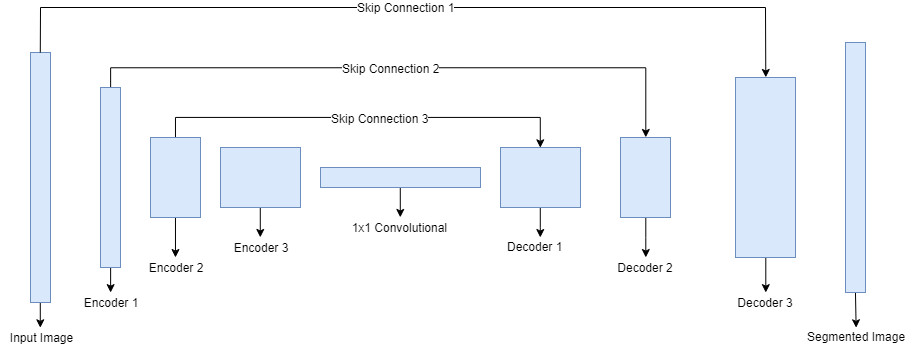 Skip Connection 1
Skip Connection 2
Skip Connection 3
1x1 Convolutional
Encoder 3
Decoder 1
Encoder 2
Decoder 2
Encoder 1
Decoder 3
Input Image
Segmented Image